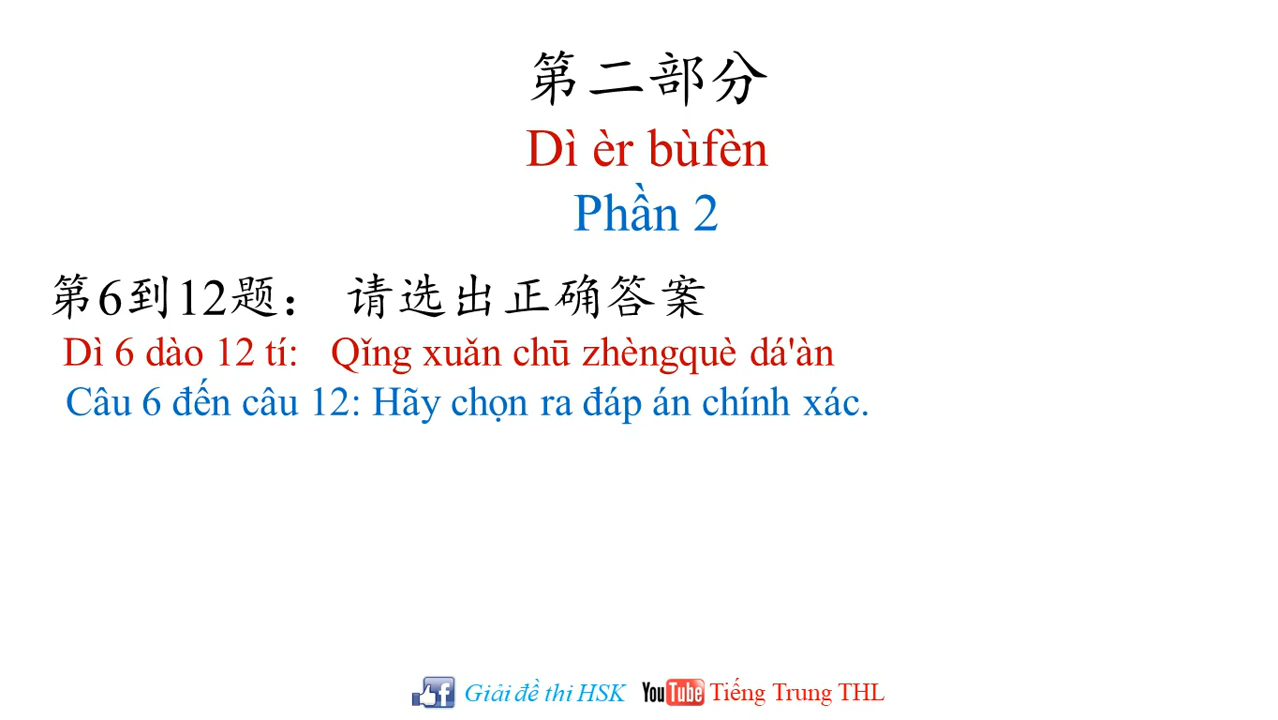 第二部分
Dì èr bùfèn
Phần 2
第6到12题： 请选出正确答案
Dì 6 dào 12 tí: Qǐng xuǎn chū zhèngquè dá'àn
Câu 6 đến câu 12: Hãy chọn ra đáp án chính xác.
Giải đề thi HSK YouTube Tiếng Trung THL